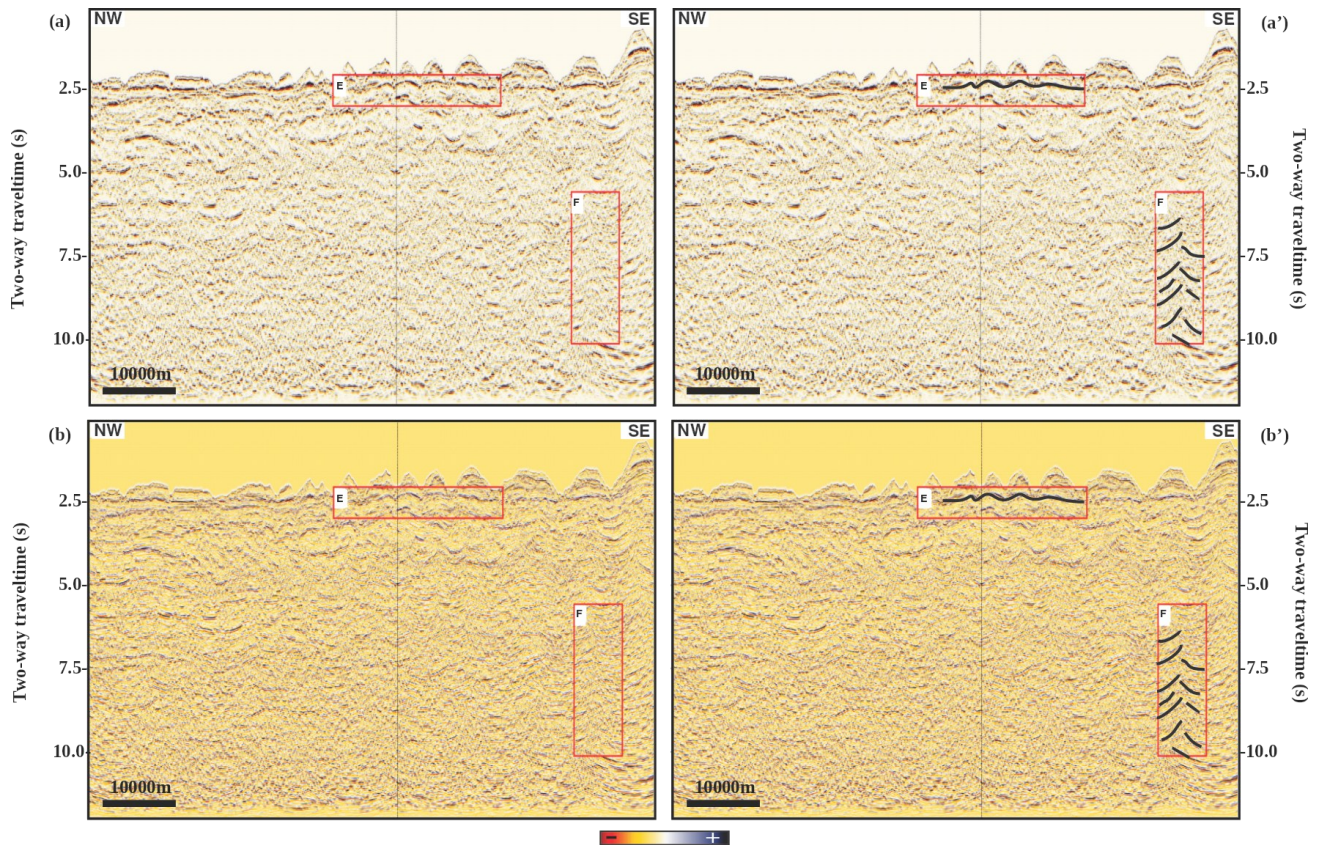 (a)
NW
SE
NW
SE
(a’)
E
E
2.5
2.5
5.0
5.0
F
F
7.5
7.5
10.0
10.0
10000m
10000m
Two-way traveltime (s)
Two-way traveltime (s)
(b)
NW
SE
NW
SE
(b’)
E
E
2.5
2.5
5.0
5.0
F
F
7.5
7.5
10.0
10.0
10000m
10000m
Two-way traveltime (s)
Two-way traveltime (s)
− +